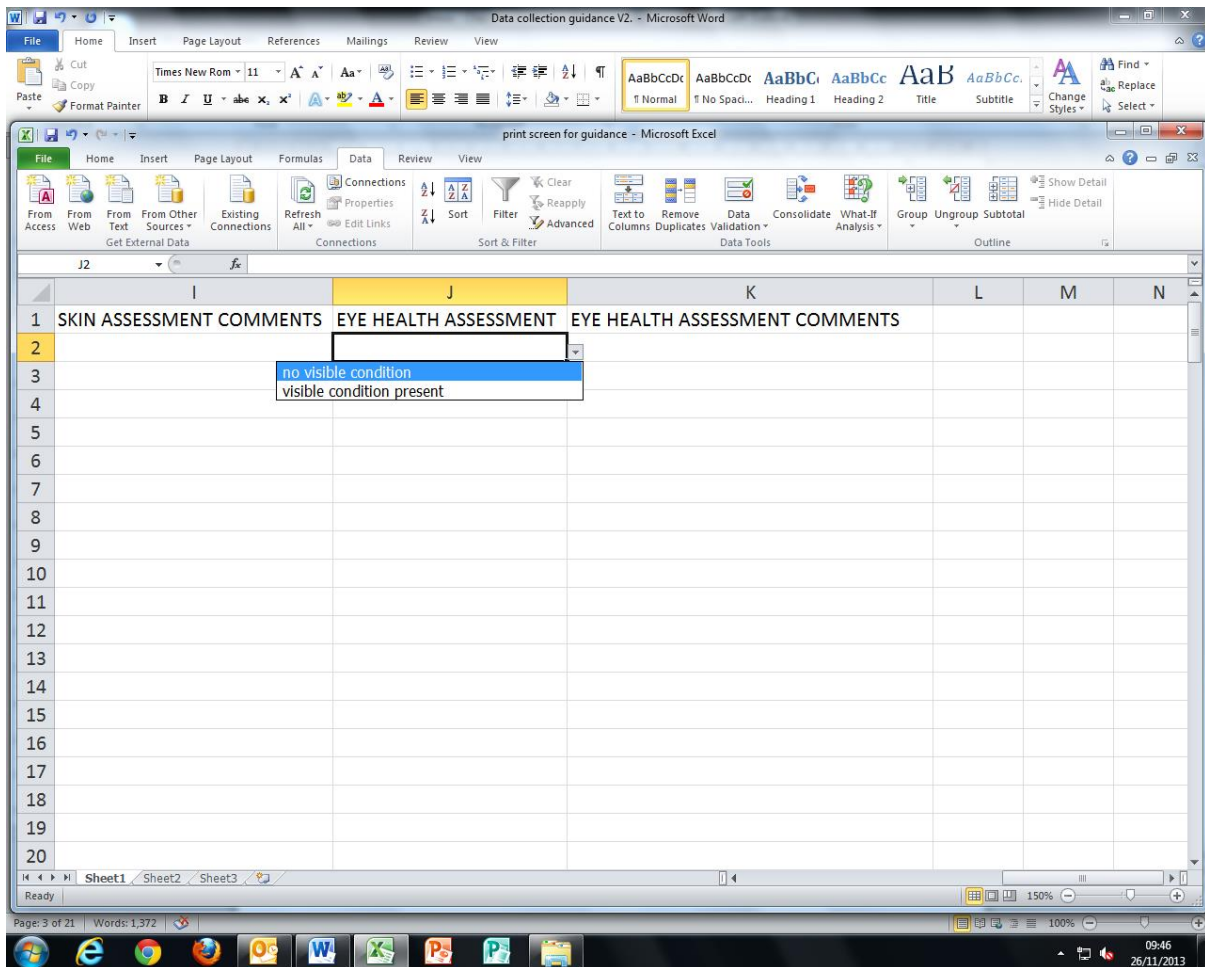 Data collection guidance V2. - Microsoft Word
File Home Insert Page Layout References Mailings Review View
Cut
Copy
Paste
Format Painter
Times New Rom 11
AaBbCcDc AaBbCcDc AaBbC AaBbCc AaB AaBbCc.
¶ Normal ¶ No Spaci... Heading 1 Heading 2 Title Subtitle
Change Styles
Find
Replace
Select
print screen for guidance - Microsoft Excel
File Home Insert Page Layout Formulas Data Review View
From Access From Web From Text From Other Sources Existing Connections
Get External Data
Refresh All
Connections
Properties
Edit Links
Connections
Sort Filter
Clear
Reapply
Advanced
Sort & Filter
Text to Columns Remove Duplicates Data Validation Consolidate What-If Analysis
Data Tools
Group Ungroup Subtotal
Show Detail
Hide Detail
Outline
J2 fx
I J K L M N
1 SKIN ASSESSMENT COMMENTS EYE HEALTH ASSESSMENT EYE HEALTH ASSESSMENT COMMENTS
2
no visible condition
3
visible condition present
4
5
6
7
8
9
10
11
12
13
14
15
16
17
18
19
20
Sheet1 Sheet2 Sheet3
Ready 150%
Page: 3 of 21 Words: 1,372 100%
09:46
26/11/2013